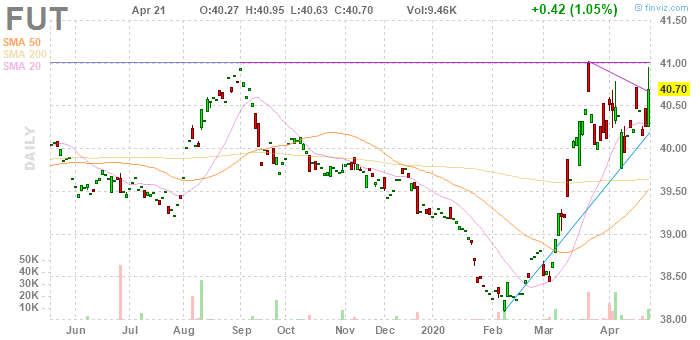 FUT
Apr 21 O:40.27 H:40.95 L:40.63 C:40.70 Vol:9.46K +0.42 (1.05%)
© finviz.com
SMA 50
SMA 200
SMA 20
DAILY
41.50
41.00
40.70
40.50
40.00
39.50
39.00
38.50
38.00
50K
40K
30K
20K
10K
Jun Jul Aug Sep Oct Nov Dec 2020 Feb Mar Apr